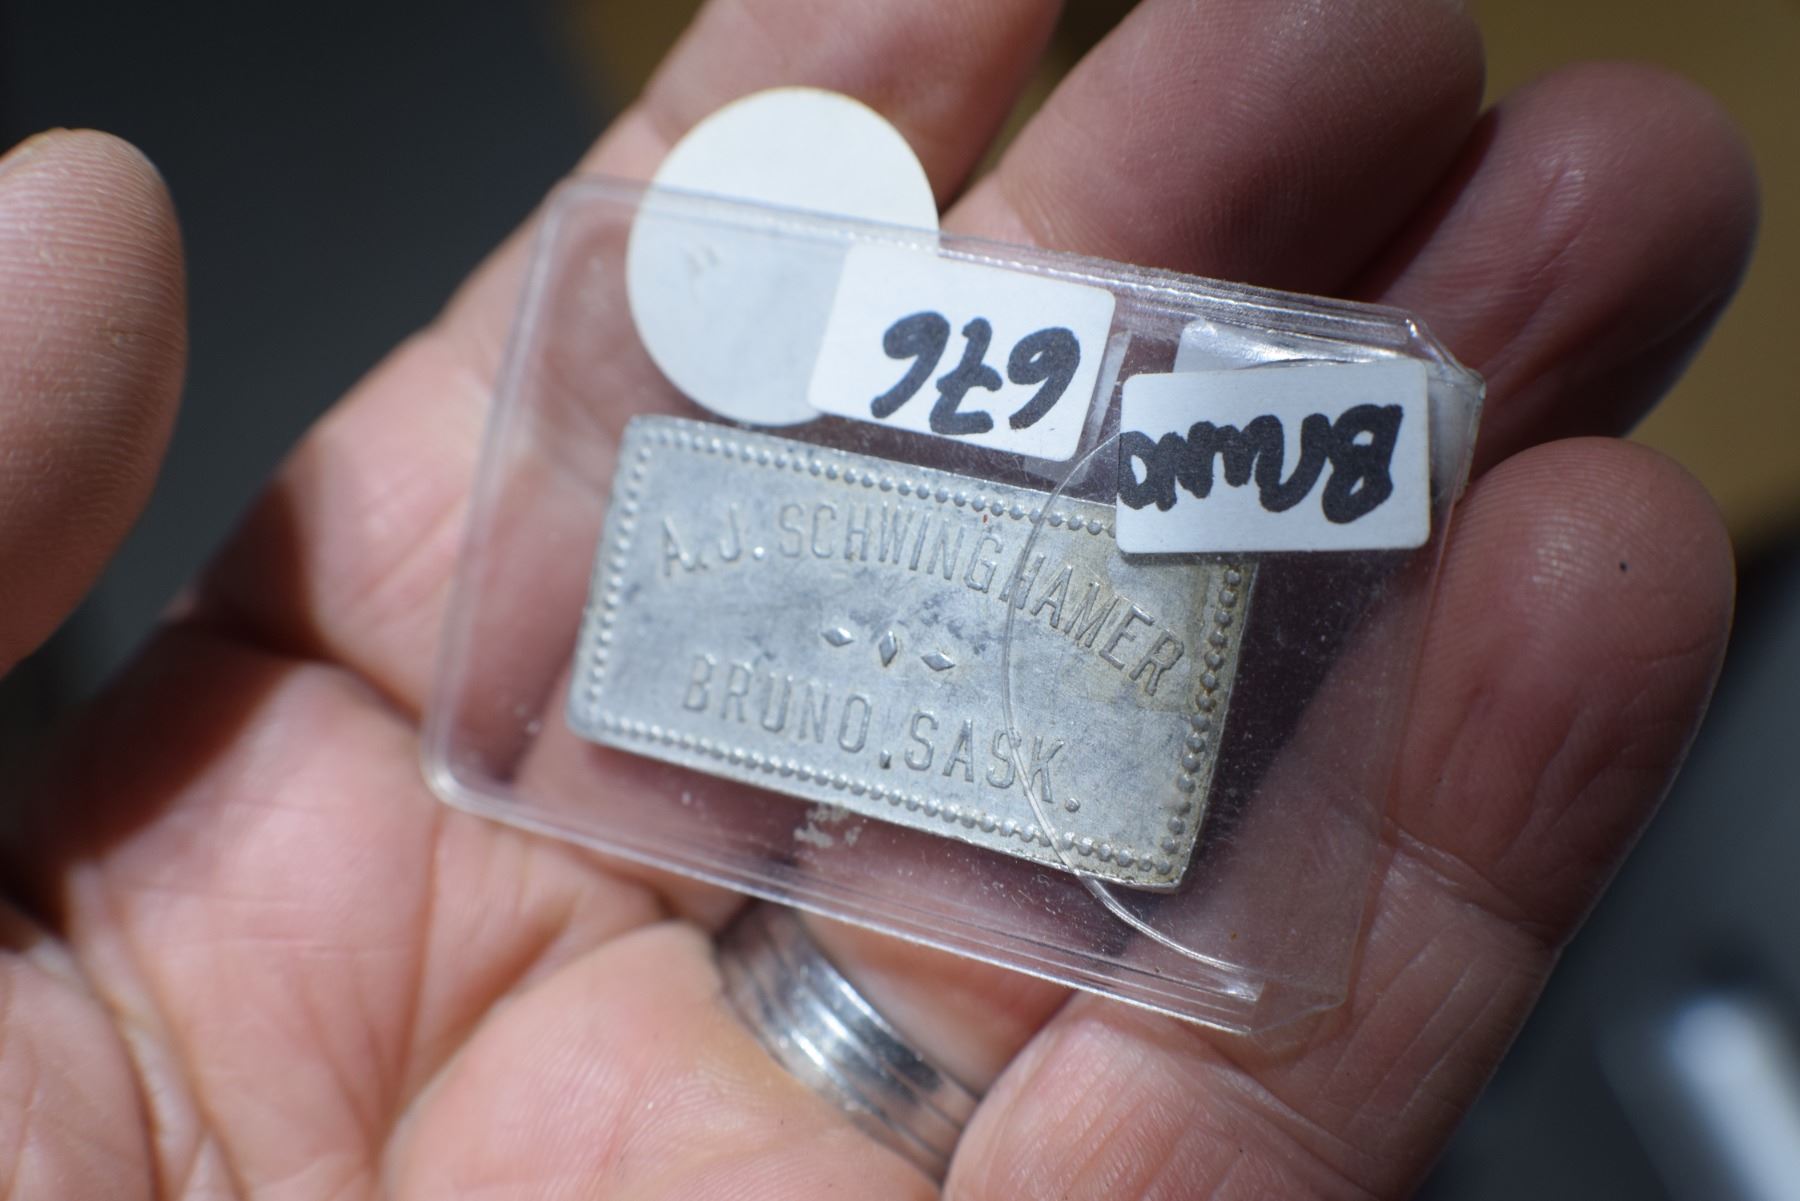 676
Bruno
A.J. SCHWINGHAMER
BRUNO, SASK.